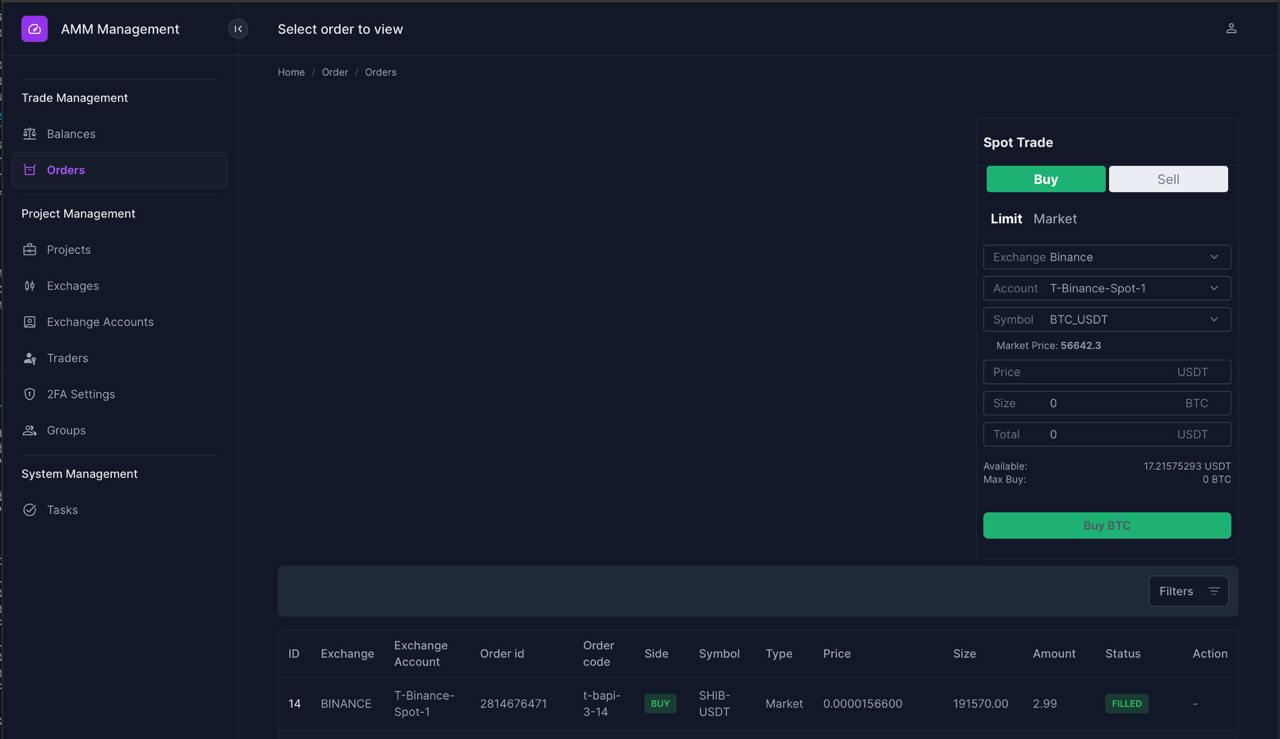 AMM Management
Select order to view
Home / Order / Orders
Trade Management
Balances
Orders
Project Management
Projects
Exchages
Exchange Accounts
Traders
2FA Settings
Groups
System Management
Tasks
Spot Trade
Buy Sell
Limit Market
Exchange Binance
Account T-Binance-Spot-1
Symbol BTC_USDT
Market Price: 56642.3
Price USDT
Size 0 BTC
Total 0 USDT
Available: 17.21575293 USDT
Max Buy: 0 BTC
Buy BTC
Filters
ID Exchange Exchange Account Order id Order code Side Symbol Type Price Size Amount Status Action
14 BINANCE T-Binance-Spot-1 2814676471 t-bapi-3-14 BUY SHIB-USDT Market 0.0000156600 191570.00 2.99 FILLED -